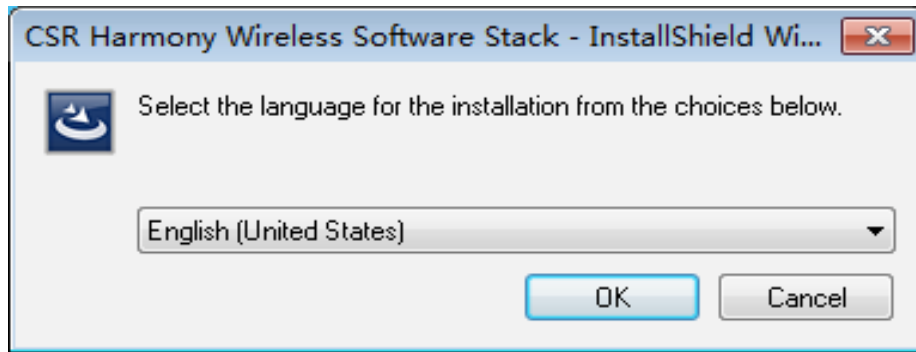 CSR Harmony Wireless Software Stack - InstallShield Wi...
Select the language for the installation from the choices below.
English (United States)
OK
Cancel